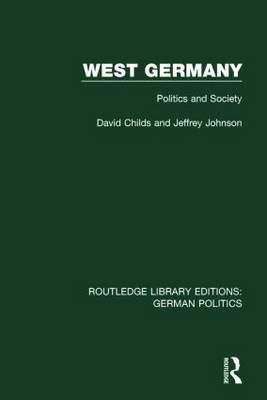 WEST GERMANY
Politics and Society
David Childs and Jeffrey Johnson
ROUTLEDGE LIBRARY EDITIONS:
GERMAN POLITICS
ROUTLEDGE